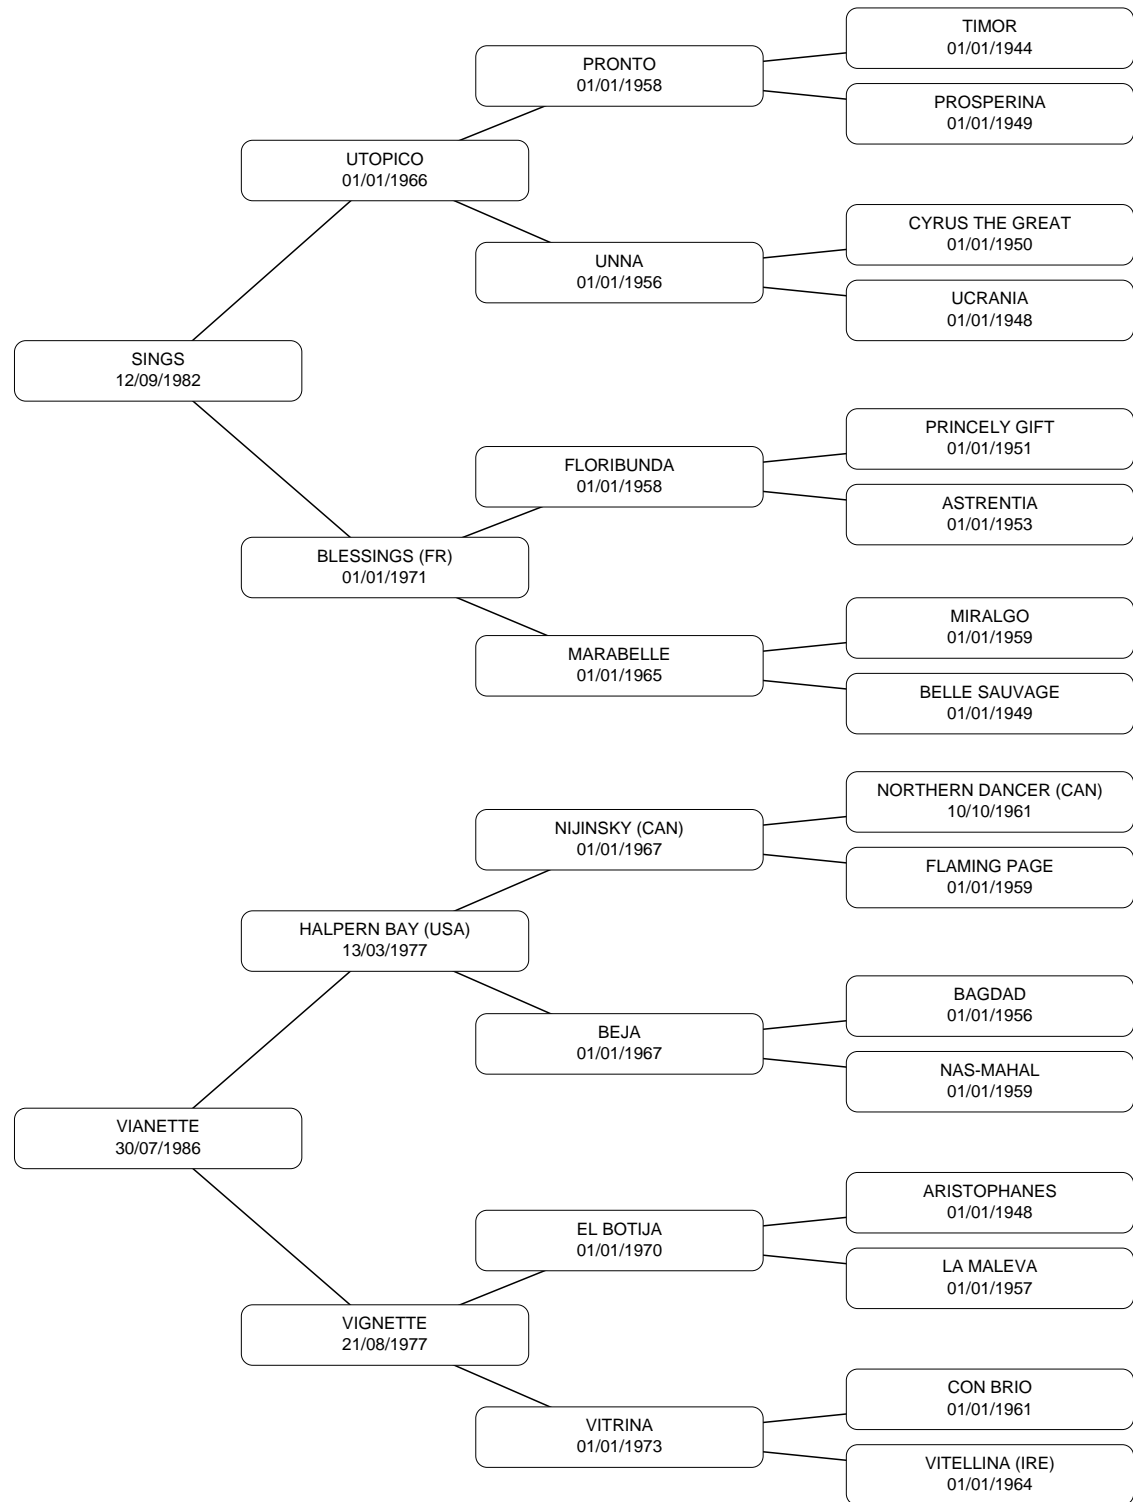 TIMOR
01/01/1944
PRONTO
01/01/1958
PROSPERINA
01/01/1949
UTOPICO
01/01/1966
CYRUS THE GREAT
01/01/1950
UNNA
01/01/1956
UCRANIA
01/01/1948
SINGS
12/09/1982
PRINCELY GIFT
01/01/1951
FLORIBUNDA
01/01/1958
ASTRENTIA
01/01/1953
BLESSINGS (FR)
01/01/1971
MIRALGO
01/01/1959
MARABELLE
01/01/1965
BELLE SAUVAGE
01/01/1949
NORTHERN DANCER (CAN)
10/10/1961
NIJINSKY (CAN)
01/01/1967
FLAMING PAGE
01/01/1959
HALPERN BAY (USA)
13/03/1977
BAGDAD
01/01/1956
BEJA
01/01/1967
NAS-MAHAL
01/01/1959
VIANETTE
30/07/1986
ARISTOPHANES
01/01/1948
EL BOTIJA
01/01/1970
LA MALEVA
01/01/1957
VIGNETTE
21/08/1977
CON BRIO
01/01/1961
VITRINA
01/01/1973
VITELLINA (IRE)
01/01/1964